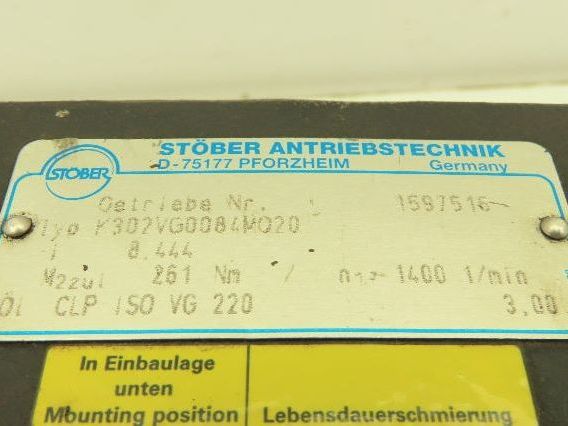 STÖBER ANTRIEBSTECHNIK
D-75177 PFORZHEIM Germany
STÖBER
Getriebe Nr. : 1597516
Typ K302VG0084MO20
i 8.444
M2zul 261 Nm / n1= 1400 1/min
Öl CLP ISO VG 220 3,00
In Einbaulage
unten
Mounting position
Lebensdauerschmierung